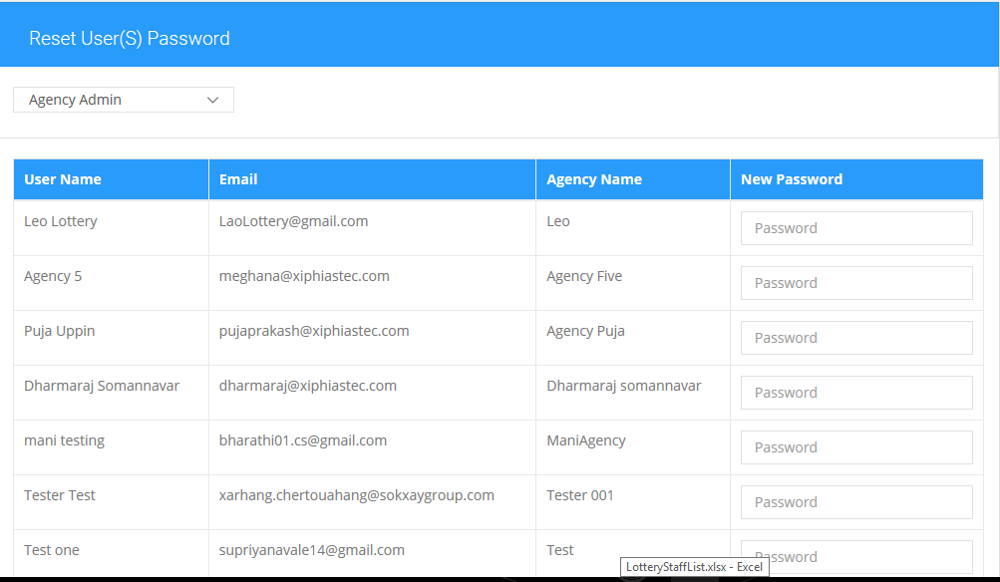 Reset User(S) Password
Agency Admin
User Name Email Agency Name New Password
Leo Lottery LaoLottery@gmail.com Leo Password
Agency 5 meghana@xiphiastec.com Agency Five Password
Puja Uppin pujaprakash@xiphiastec.com Agency Puja Password
Dharmaraj Somannavar dharmaraj@xiphiastec.com Dharmaraj somannavar Password
mani testing bharathi01.cs@gmail.com ManiAgency Password
Tester Test xarhang.chertouahang@sokxaygroup.com Tester 001 Password
Test one supriyanavale14@gmail.com Test Password
LotteryStaffList.xlsx - Excel